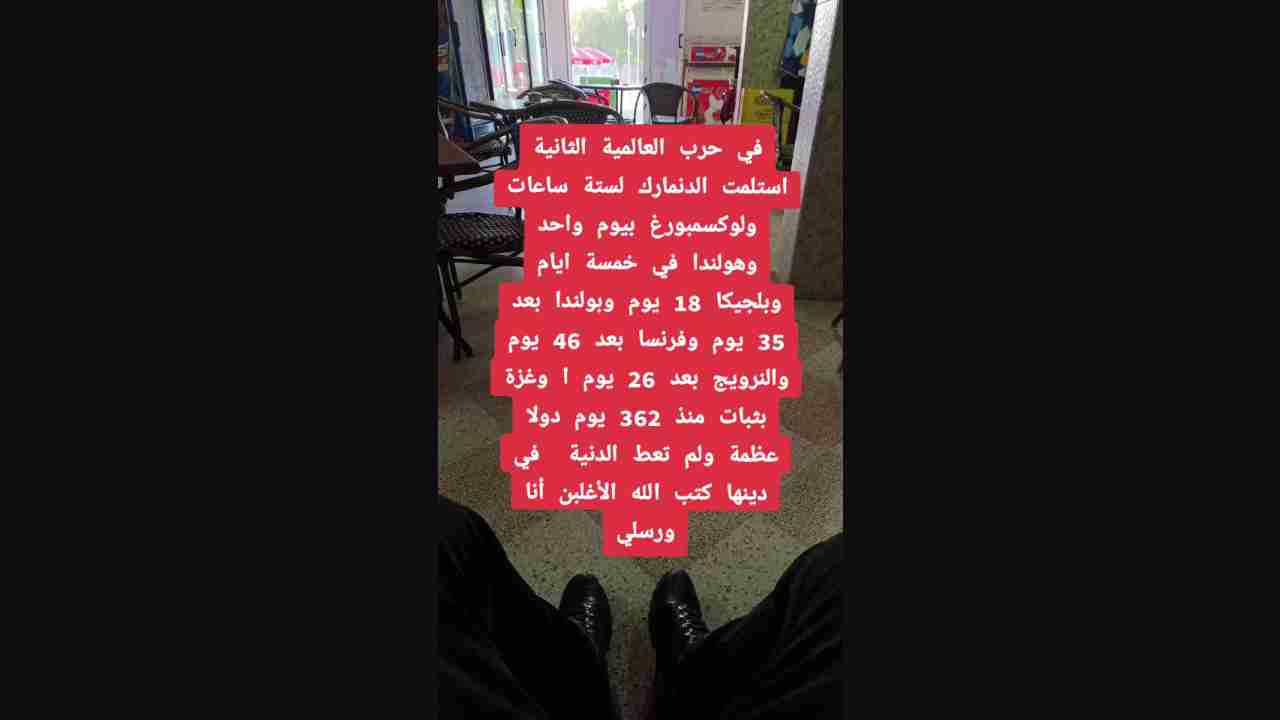 في حرب العالمية الثانية
استلمت الدنمارك لستة ساعات
ولوكسمبورغ بيوم واحد
وهولندا في خمسة ايام
وبلجيكا 18 يوم وبولندا بعد
35 يوم وفرنسا بعد 46 يوم
والنرويج بعد 26 يوم ا وغزة
بثبات منذ 362 يوم دولا
عظمة ولم تعط الدنية في
دينها كتب الله الأغلبن أنا
ورسلي